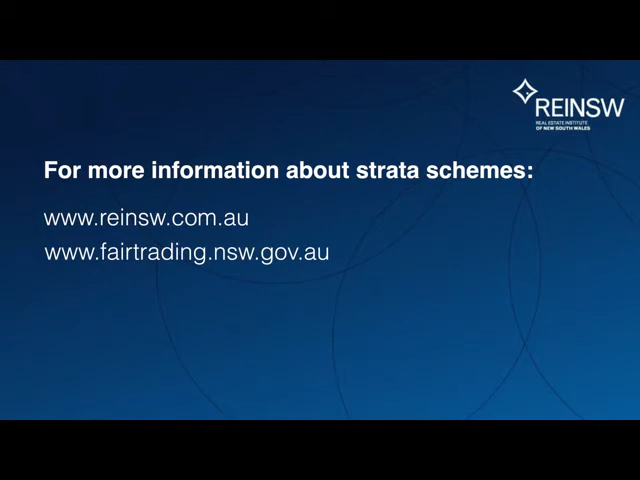 REINSW
REAL ESTATE INSTITUTE
OF NEW SOUTH WALES
For more information about strata schemes:
www.reinsw.com.au
www.fairtrading.nsw.gov.au